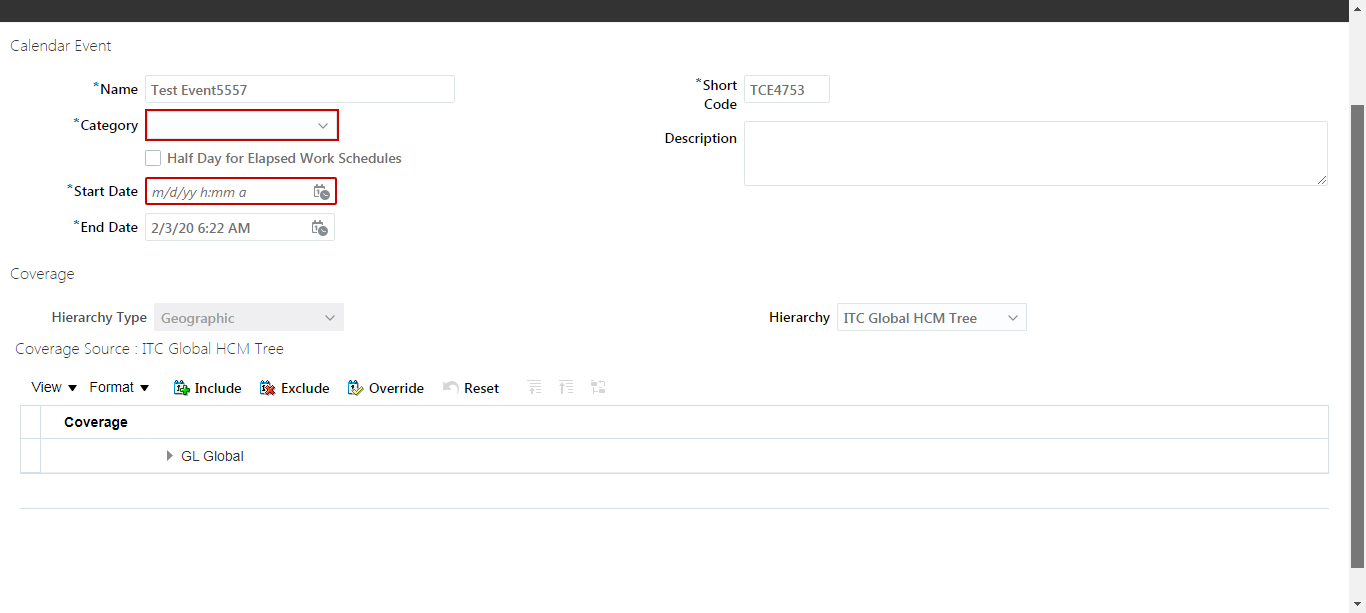 Calendar Event
*Name Test Event5557
*Short Code TCE4753
*Category
Description
Half Day for Elapsed Work Schedules
*Start Date m/d/yy h:mm a
*End Date 2/3/20 6:22 AM
Coverage
Hierarchy Type Geographic
Hierarchy ITC Global HCM Tree
Coverage Source : ITC Global HCM Tree
View Format Include Exclude Override Reset
Coverage
GL Global